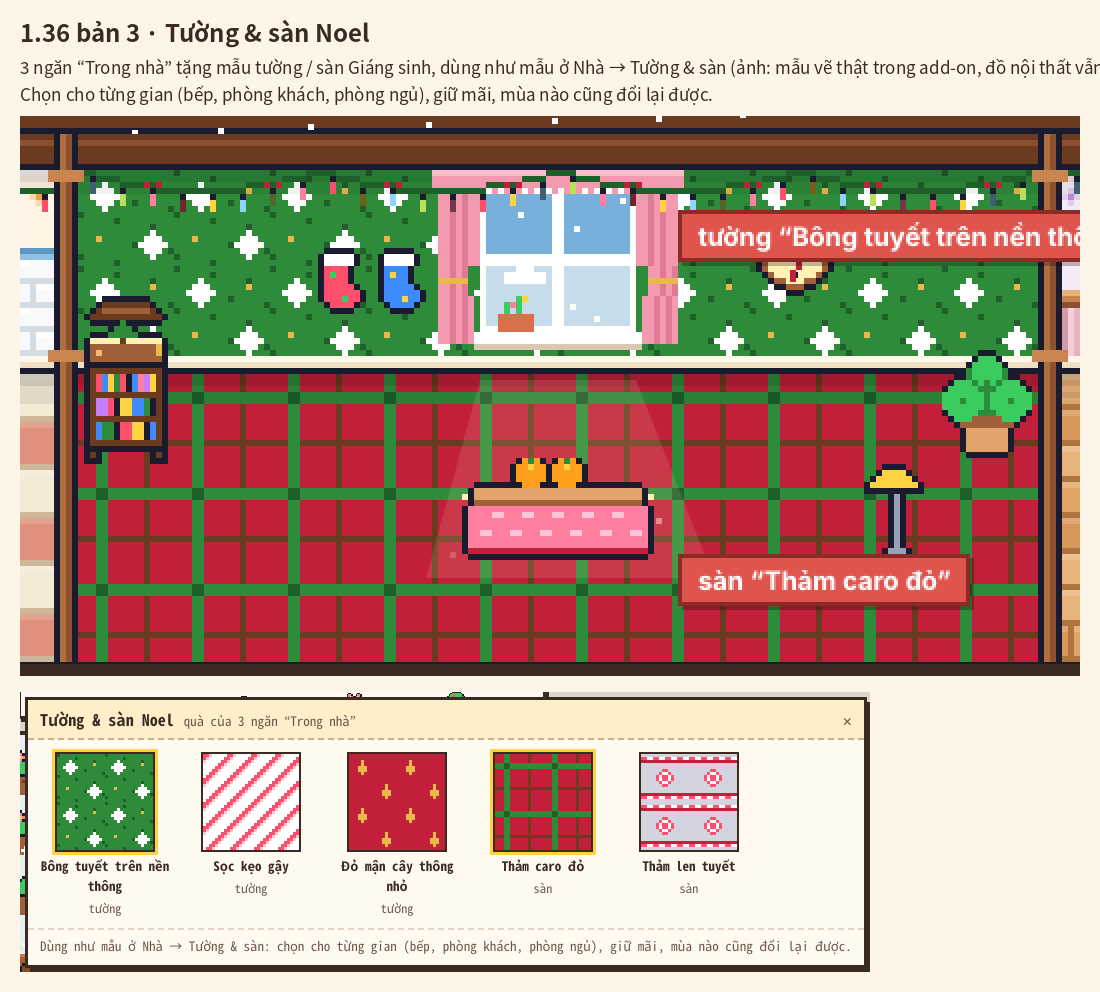 1.36 bản 3 · Tường & sàn Noel
3 ngăn “Trong nhà” tặng mẫu tường / sàn Giáng sinh, dùng như mẫu ở Nhà → Tường & sàn (ảnh: mẫu vẽ thật trong add-on, đồ nội thất vẫn
Chọn cho từng gian (bếp, phòng khách, phòng ngủ), giữ mãi, mùa nào cũng đổi lại được.
tường “Bông tuyết trên nền
sàn “Thảm caro đỏ”
Tường & sàn Noel quà của 3 ngăn “Trong nhà” ×
Bông tuyết trên nền thông
tường
Sọc kẹo gậy
tường
Đỏ mận cây thông nhỏ
tường
Thảm caro đỏ
sàn
Thảm len tuyết
sàn
Dùng như mẫu ở Nhà → Tường & sàn: chọn cho từng gian (bếp, phòng khách, phòng ngủ), giữ mãi, mùa nào cũng đổi lại được.